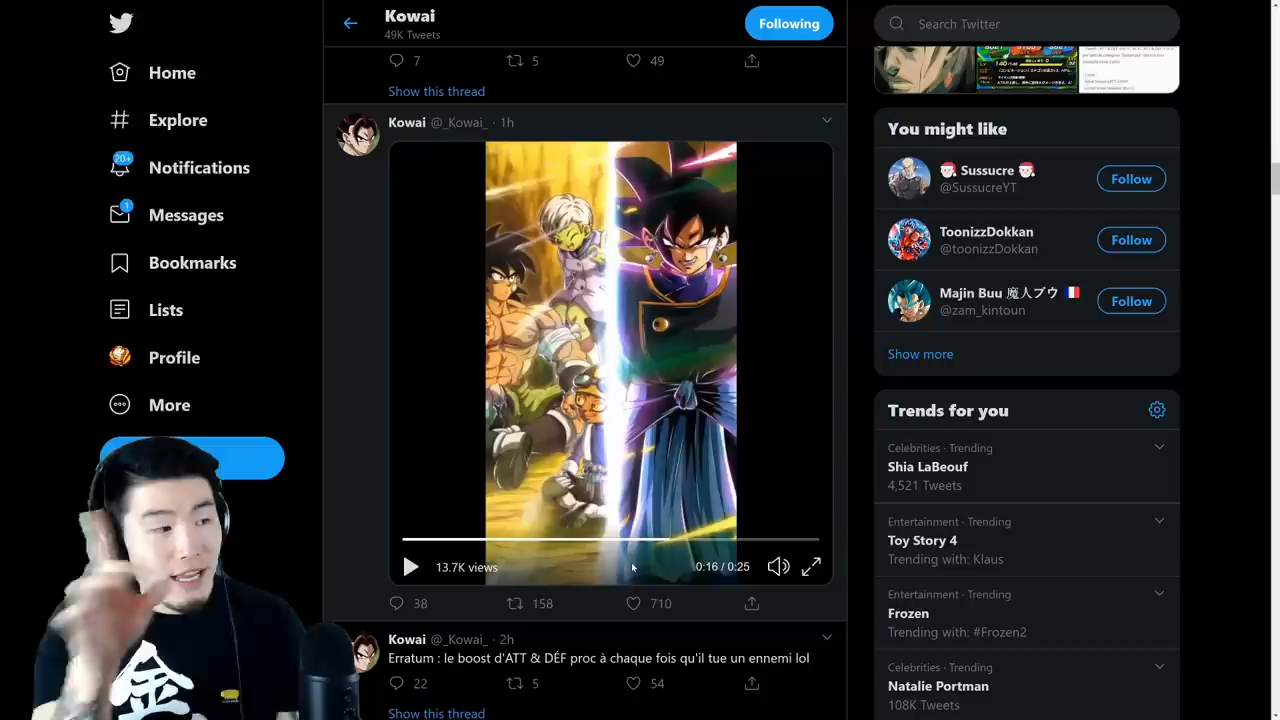 Kowai
49K Tweets
Following
Search Twitter
Home
5
49
Show this thread
Explore
Kowai @_Kowai_ · 1h
You might like
20+
Notifications
🎅 Sussucre 🎅
@SussucreYT
Follow
1
Messages
ToonizzDokkan
@toonizzDokkan
Follow
Bookmarks
Majin Buu 魔人ブウ 🇫🇷
@zam_kintoun
Follow
Lists
Profile
Show more
More
Trends for you
Celebrities · Trending
Shia LaBeouf
4,521 Tweets
Entertainment · Trending
Toy Story 4
Trending with: Klaus
13.7K views
0:16 / 0:25
38
158
710
Entertainment · Trending
Frozen
Trending with: #Frozen2
Kowai @_Kowai_ · 2h
Erratum : le boost d'ATT & DÉF proc à chaque fois qu'il tue un ennemi lol
22
5
54
Show this thread
Celebrities · Trending
Natalie Portman
108K Tweets
金